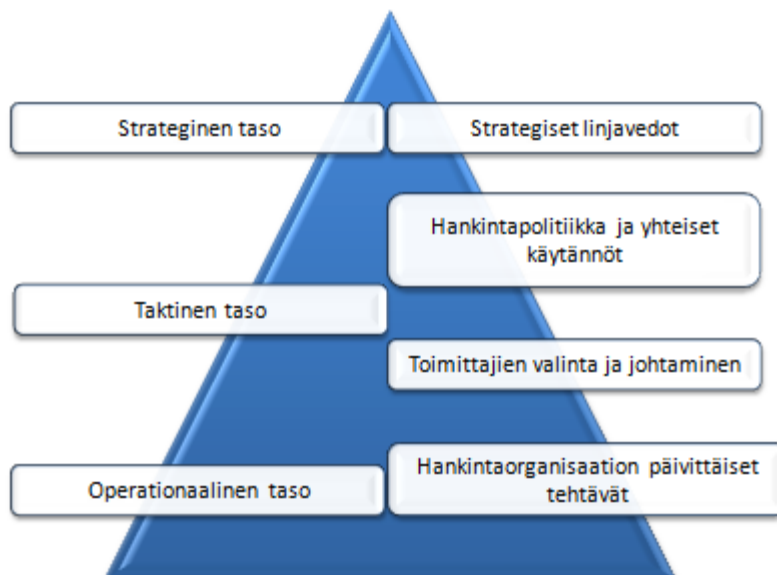 Strateginen taso
Strategiset linjavedot
Hankintapolitiikka ja yhteiset
käytännöt
Taktinen taso
Toimittajien valinta ja johtaminen
Operationaalinen taso
Hankintaorganisaation päivittäiset
tehtävät